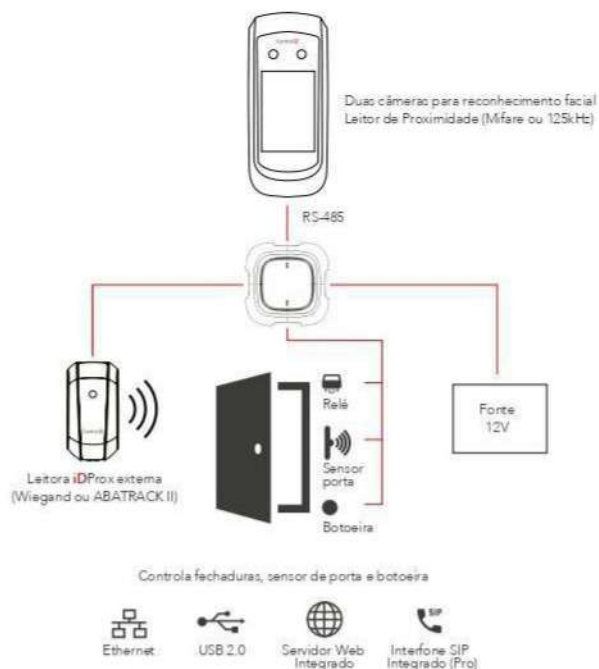 Duas câmeras para reconhecimento facial
Leitor de Proximidade (Mifare ou 125kHz)
RS-485
Relé
Fonte
12V
Sensor
porta
Leitora iDProx externa
(Wiegand ou ABATRACK II)
Botoeira
Controla fechaduras, sensor de porta e botoeira
SIP
Ethernet
USB 2.0
Servidor Web
Integrado
Interfone SIP
Integrado (Pro)